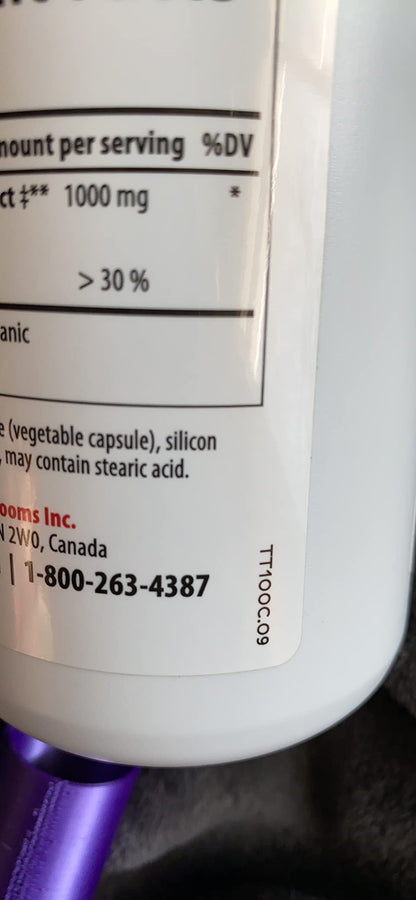 mount per serving %DV
ct ‡** 1000 mg *
> 30 %
anic
e (vegetable capsule), silicon
, may contain stearic acid.
ooms Inc.
N 2W0, Canada
| 1-800-263-4387
TT100C.09